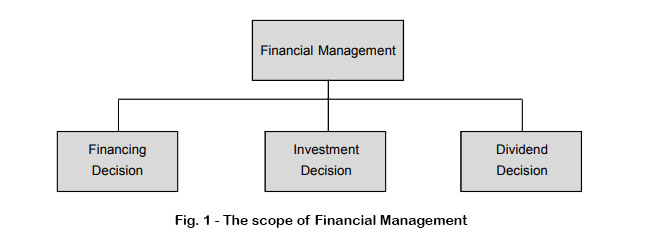 Financial Management
Financing
Decision
Investment
Decision
Dividend
Decision
Fig. 1 - The scope of Financial Management